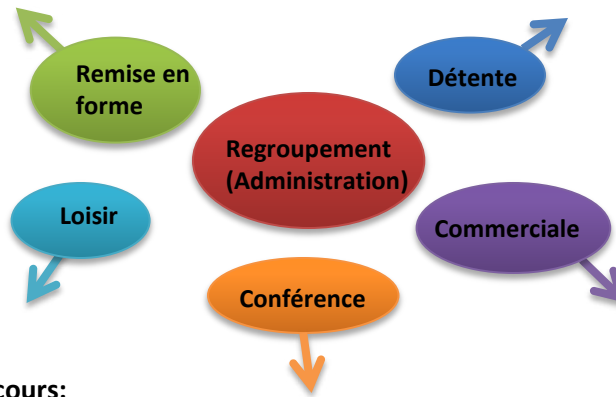 Remise en
forme
Détente
Regroupement
(Administration)
Loisir
Commerciale
Conférence
cours: